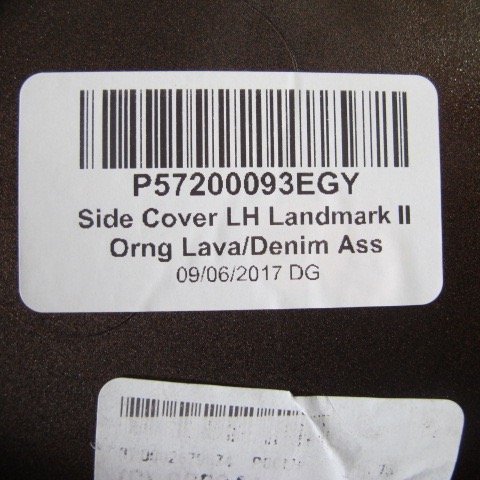 P57200093EGY
Side Cover LH Landmark II
Orng Lava/Denim Ass
09/06/2017 DG